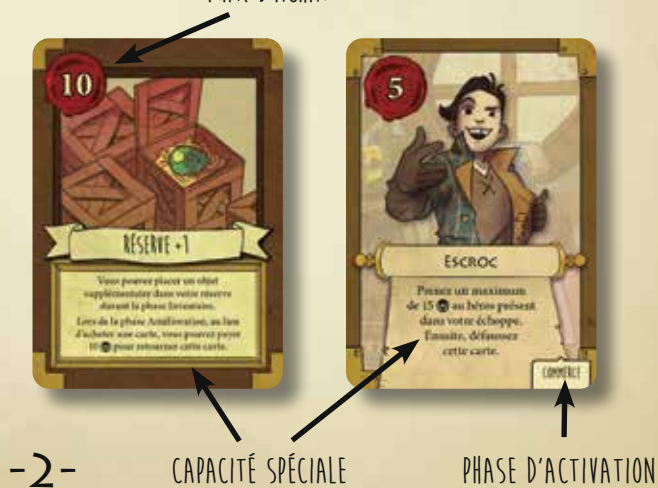 10
RÉSERVE +1
Vous pouvez placer un objet
supplémentaire dans votre réserve
durant la phase Inventaire.
Lors de la phase Amélioration, au lieu
d'acheter une carte, vous pouvez payer
10 pour retourner cette carte.
5
ESCROC
Prenez un maximum
de 15 au héros présent
dans votre échoppe.
Ensuite, défaussez
cette carte.
COMMERCE
-2-
CAPACITÉ SPÉCIALE
PHASE D'ACTIVATION